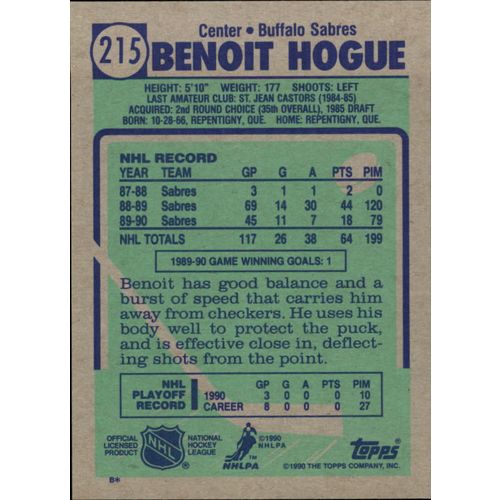 215
Center • Buffalo Sabres
BENOIT HOGUE
HEIGHT: 5'10" WEIGHT: 177 SHOOTS: LEFT
LAST AMATEUR CLUB: ST. JEAN CASTORS (1984-85)
ACQUIRED: 2nd ROUND CHOICE (35th OVERALL), 1985 DRAFT
BORN: 10-28-66, REPENTIGNY, QUE. HOME: REPENTIGNY, QUE.
NHL RECORD
YEAR TEAM GP G A PTS PIM
87-88 Sabres 3 1 1 2 0
88-89 Sabres 69 14 30 44 120
89-90 Sabres 45 11 7 18 79
NHL TOTALS 117 26 38 64 199
1989-90 GAME WINNING GOALS: 1
Benoit has good balance and a
burst of speed that carries him
away from checkers. He uses his
body well to protect the puck,
and is effective close in, deflect-
ing shots from the point.
NHL PLAYOFF RECORD
GP G A PTS PIM
1990 3 0 0 0 10
CAREER 8 0 0 0 27
OFFICIAL LICENSED PRODUCT
NHL
NATIONAL HOCKEY LEAGUE
NHLPA
©1990 NHLPA
topps
©1990 THE TOPPS COMPANY, INC.
B*